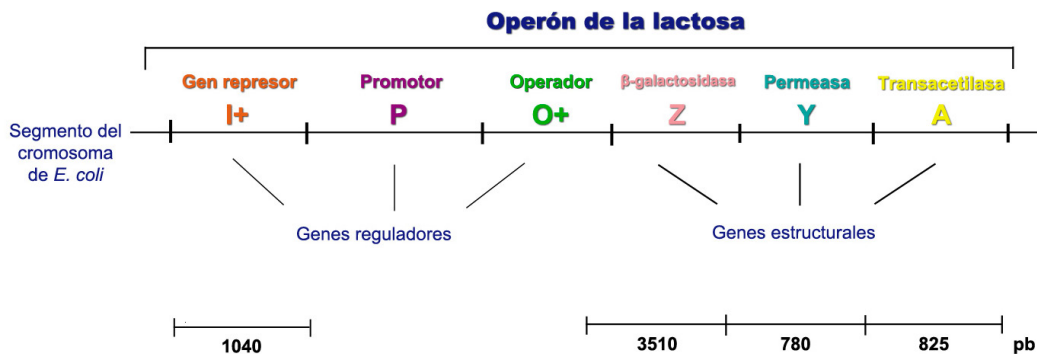 Operón de la lactosa
Gen represor Promotor Operador β-galactosidasa Permeasa Transacetilasa
I+ P O+ Z Y A
Segmento del
cromosoma
de E. coli
Genes reguladores Genes estructurales
1040 3510 780 825 pb